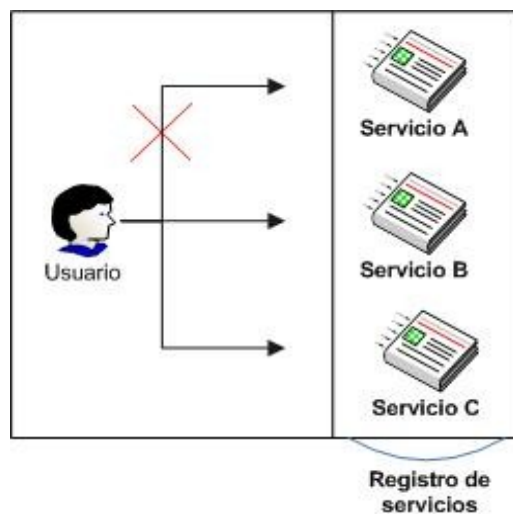 Servicio A
Usuario
Servicio B
Servicio C
Registro de
servicios